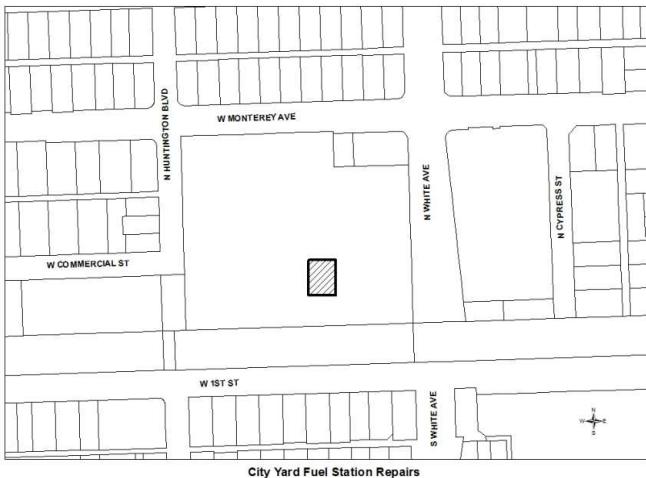 W MONTEREY AVE
N HUNTINGTON BLVD
N WHITE AVE
N CYPRESS ST
W COMMERCIAL ST
W 1ST ST
S WHITE AVE
N
W E
S
City Yard Fuel Station Repairs